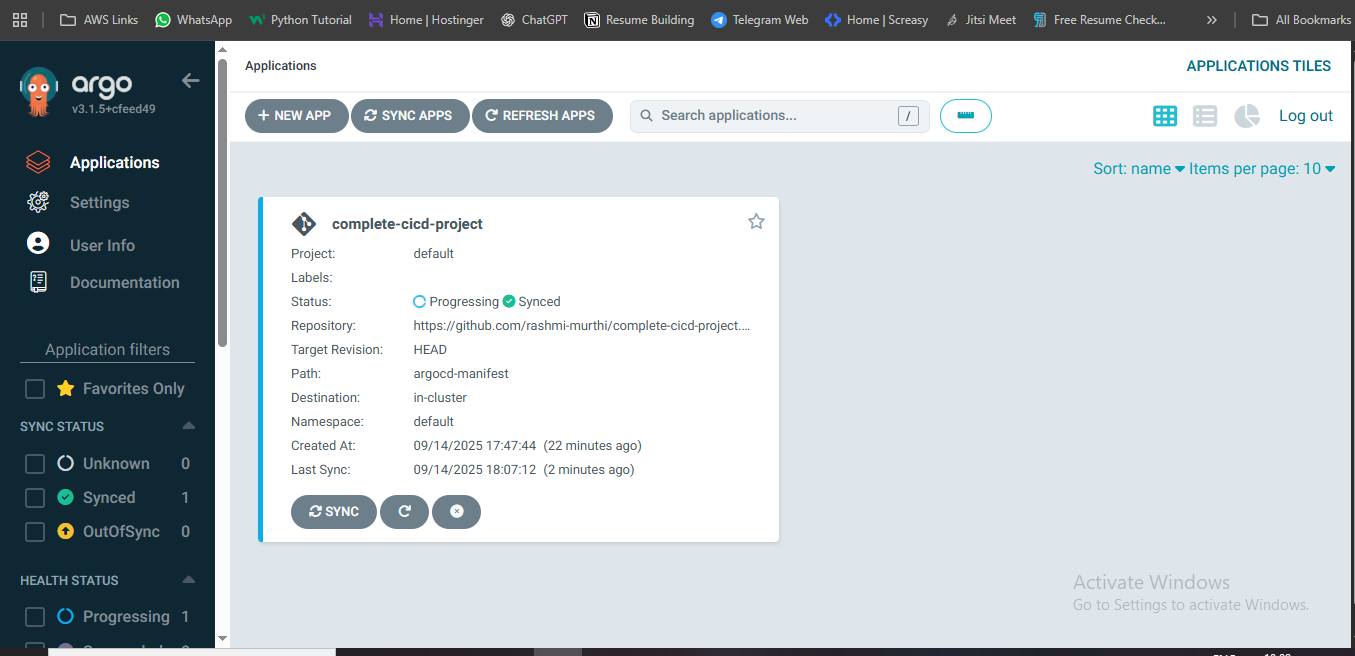 AWS Links WhatsApp Python Tutorial Home | Hostinger ChatGPT Resume Building Telegram Web Home | Screasy Jitsi Meet Free Resume Check... » All Bookmarks
argo
v3.1.5+cfeed49
Applications
Settings
User Info
Documentation
Application filters
Favorites Only
SYNC STATUS
Unknown 0
Synced 1
OutOfSync 0
HEALTH STATUS
Progressing 1
Applications
APPLICATIONS TILES
+ NEW APP SYNC APPS REFRESH APPS Search applications... / Log out
Sort: name Items per page: 10
complete-cicd-project
Project: default
Labels:
Status: Progressing Synced
Repository: https://github.com/rashmi-murthi/complete-cicd-project....
Target Revision: HEAD
Path: argocd-manifest
Destination: in-cluster
Namespace: default
Created At: 09/14/2025 17:47:44 (22 minutes ago)
Last Sync: 09/14/2025 18:07:12 (2 minutes ago)
SYNC
Activate Windows
Go to Settings to activate Windows.